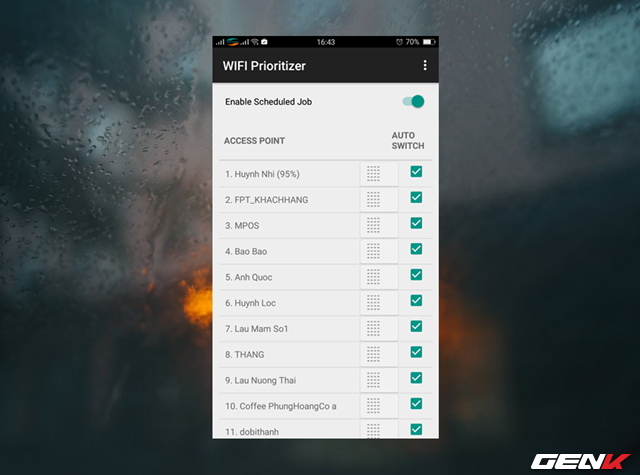 16:43
70%
WIFI Prioritizer
Enable Scheduled Job
ACCESS POINT
AUTO
SWITCH
1. Huynh Nhi (95%)
2. FPT_KHACHHANG
3. MPOS
4. Bao Bao
5. Anh Quoc
6. Huynh Loc
7. Lau Mam So1
8. THANG
9. Lau Nuong Thai
10. Coffee PhungHoangCo a
11. dobithanh
GENK